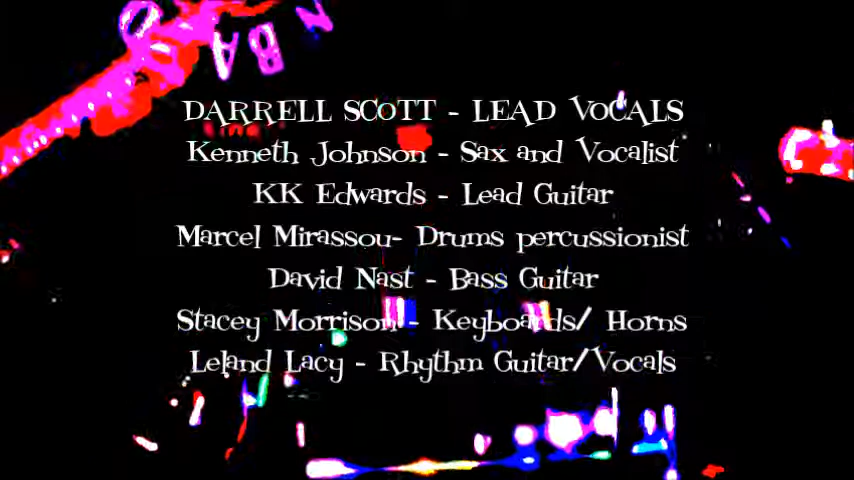 DARRELL SCOTT - LEAD VOCALS
Kenneth Johnson - Sax and Vocalist
KK Edwards - Lead Guitar
Marcel Mirassou- Drums percussionist
David Nast - Bass Guitar
Stacey Morrison - Keyboards/ Horns
Leland Lacy - Rhythm Guitar/Vocals